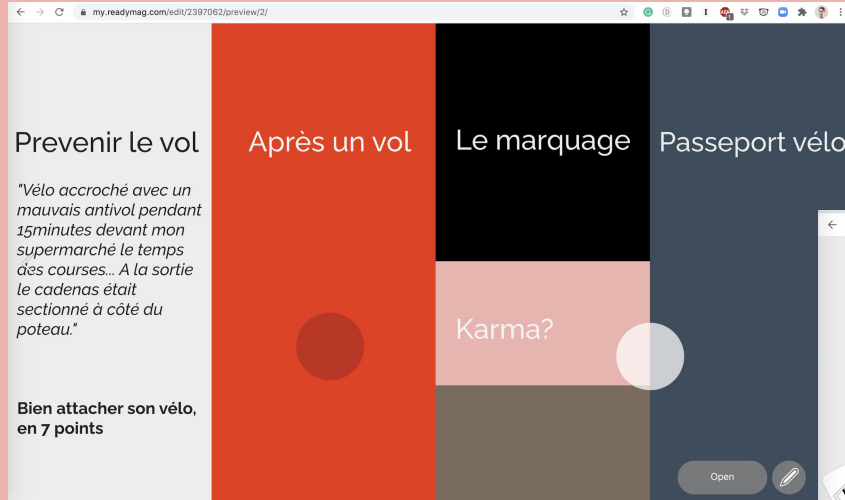 my.readymag.com/edit/2397062/preview/2/
Prevenir le vol
"Vélo accroché avec un
mauvais antivol pendant
15minutes devant mon
supermarché le temps
des courses... A la sortie
le cadenas était
sectionné à côté du
poteau."
Bien attacher son vélo,
en 7 points
Après un vol
Le marquage
Karma?
Passeport vélo
Open